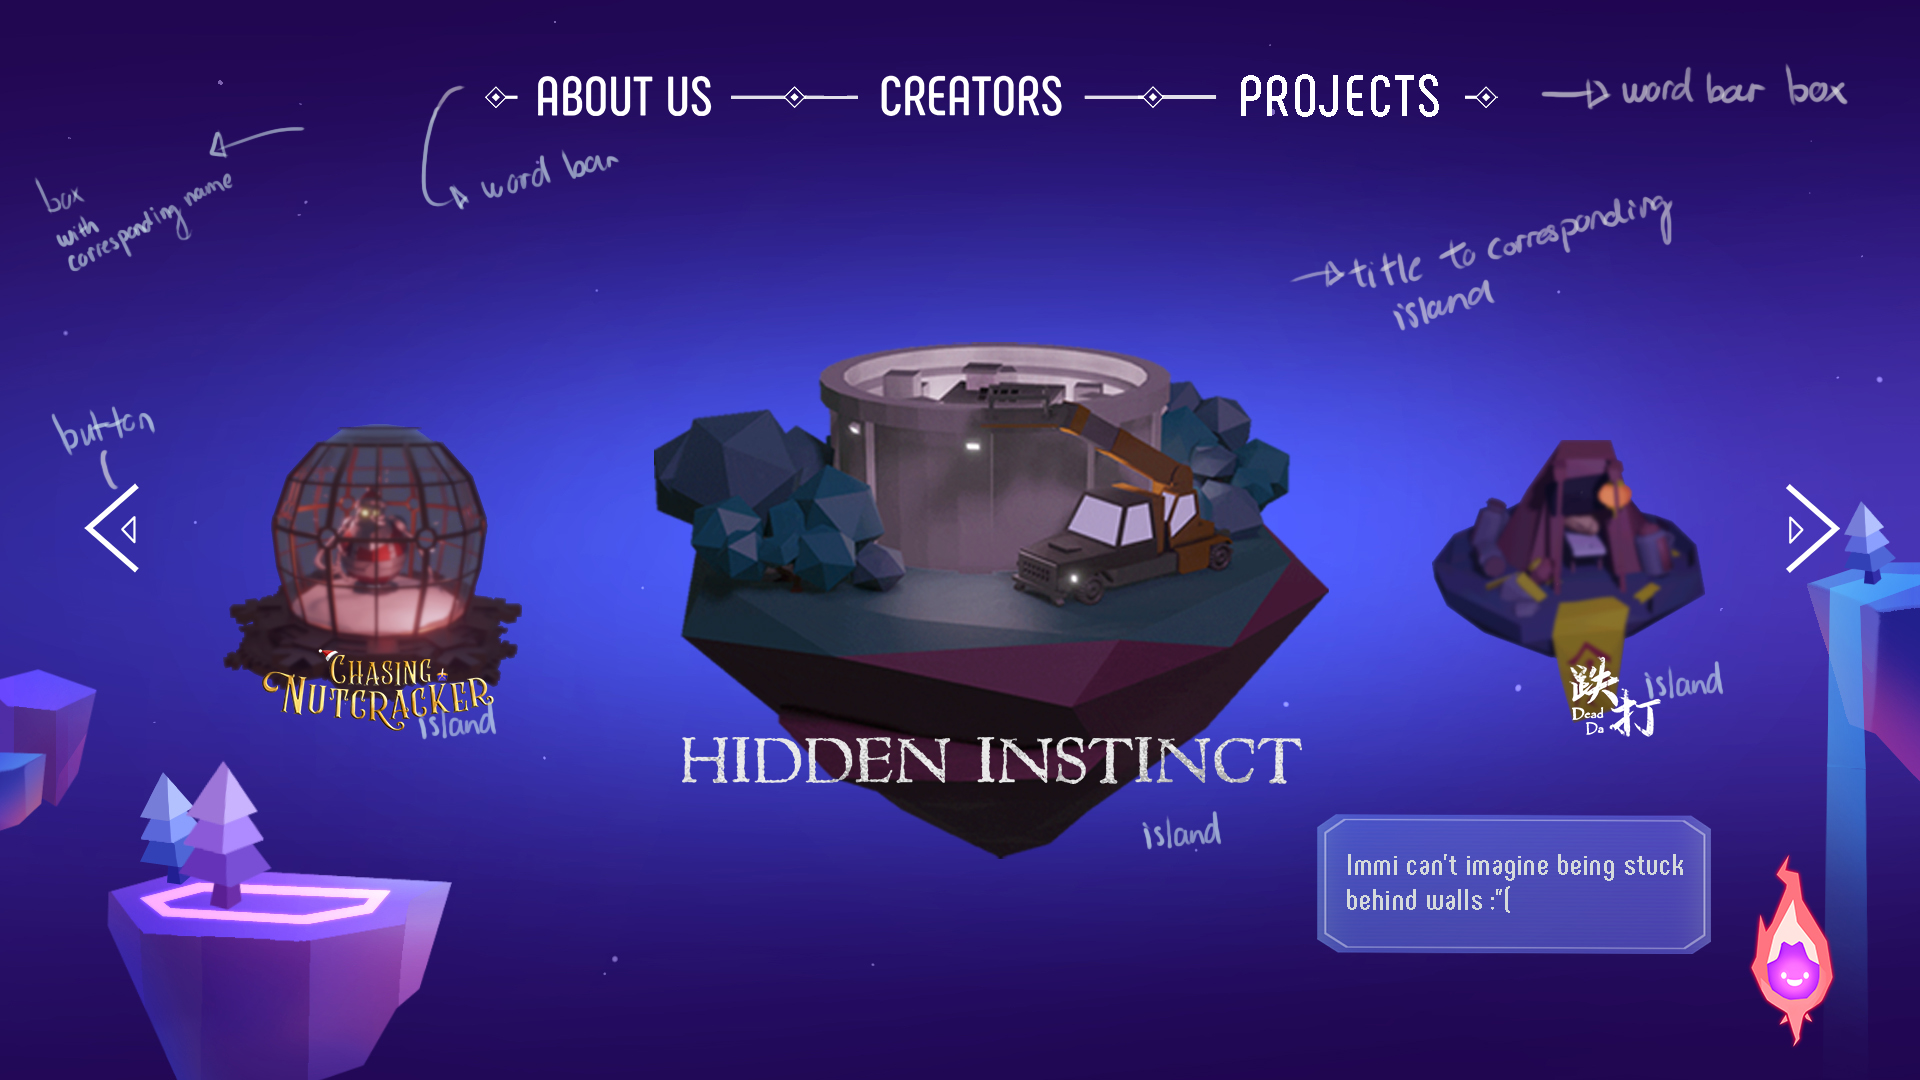 ABOUT US
CREATORS
PROJECTS
word bar box
word bar
box
with
corresponding name
title to corresponding
island
button
CHASING
NUTCRACKER
island
HIDDEN INSTINCT
island
跌打
Dead
Da
island
Immi can't imagine being stuck
behind walls :"(